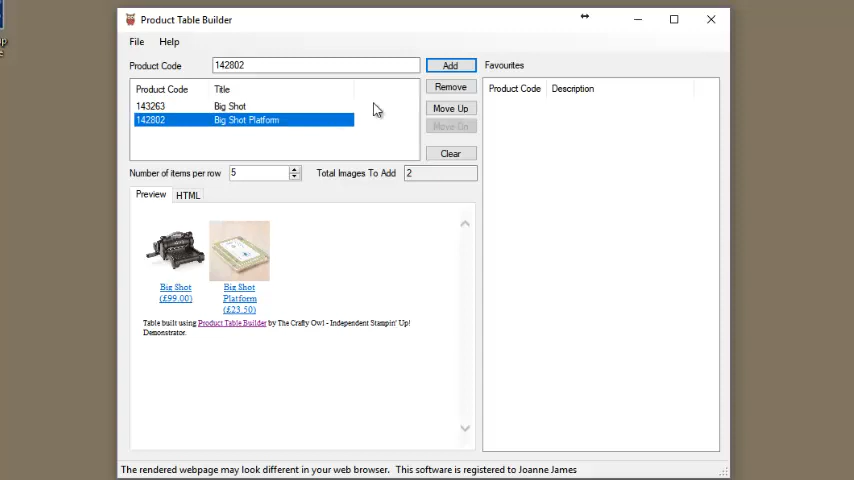 Product Table Builder
File Help
Product Code 142802 Add Favourites
Product Code Title Remove Product Code Description
143263 Big Shot Move Up
142802 Big Shot Platform
Clear
Number of items per row 5 Total Images To Add 2
Preview HTML
Big Shot
(£99.00)
Big Shot
Platform
(£23.50)
Table built using Product Table Builder by The Crafty Owl - Independent Stampin' Up!
Demonstrator.
The rendered webpage may look different in your web browser. This software is registered to Joanne James